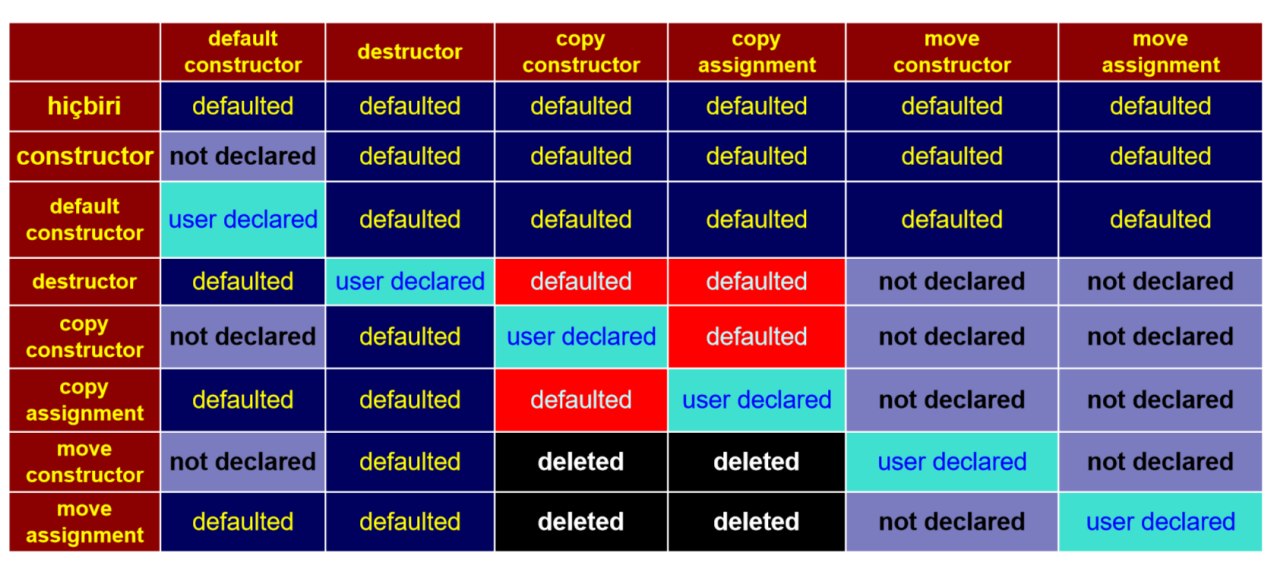 default constructor destructor copy constructor copy assignment move constructor move assignment
hiçbiri defaulted defaulted defaulted defaulted defaulted defaulted
constructor not declared defaulted defaulted defaulted defaulted defaulted
default constructor user declared defaulted defaulted defaulted defaulted defaulted
destructor defaulted user declared defaulted defaulted not declared not declared
copy constructor not declared defaulted user declared defaulted not declared not declared
copy assignment defaulted defaulted defaulted user declared not declared not declared
move constructor not declared defaulted deleted deleted user declared not declared
move assignment defaulted defaulted deleted deleted not declared user declared